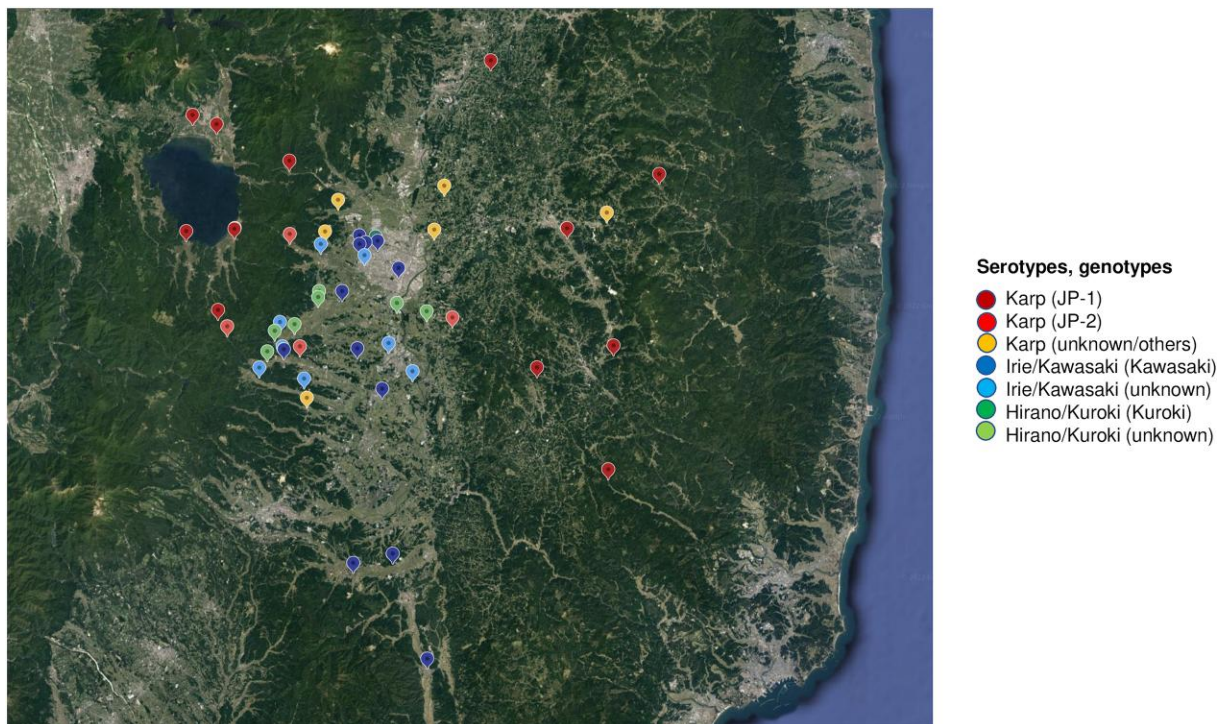 Serotypes, genotypes
Karp (JP-1)
Karp (JP-2)
Karp (unknown/others)
Irie/Kawasaki (Kawasaki)
Irie/Kawasaki (unknown)
Hirano/Kuroki (Kuroki)
Hirano/Kuroki (unknown)